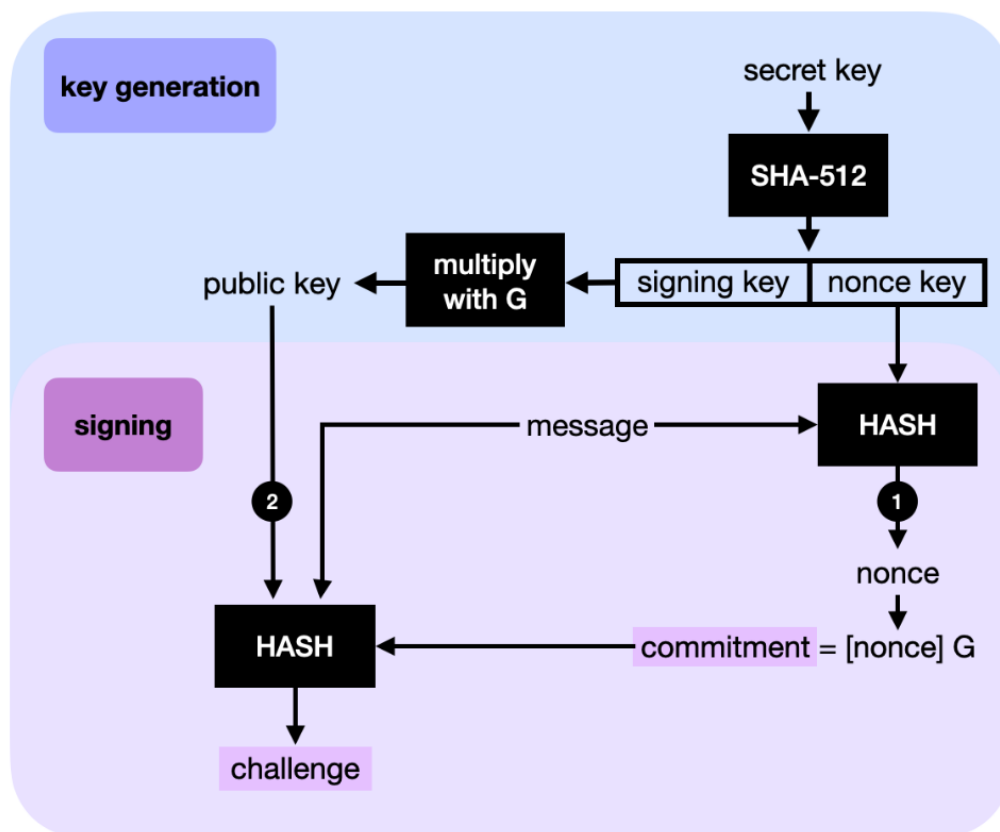 key generation
secret key
SHA-512
public key
multiply
with G
signing key
nonce key
signing
message
HASH
2
1
nonce
HASH
commitment = [nonce] G
challenge